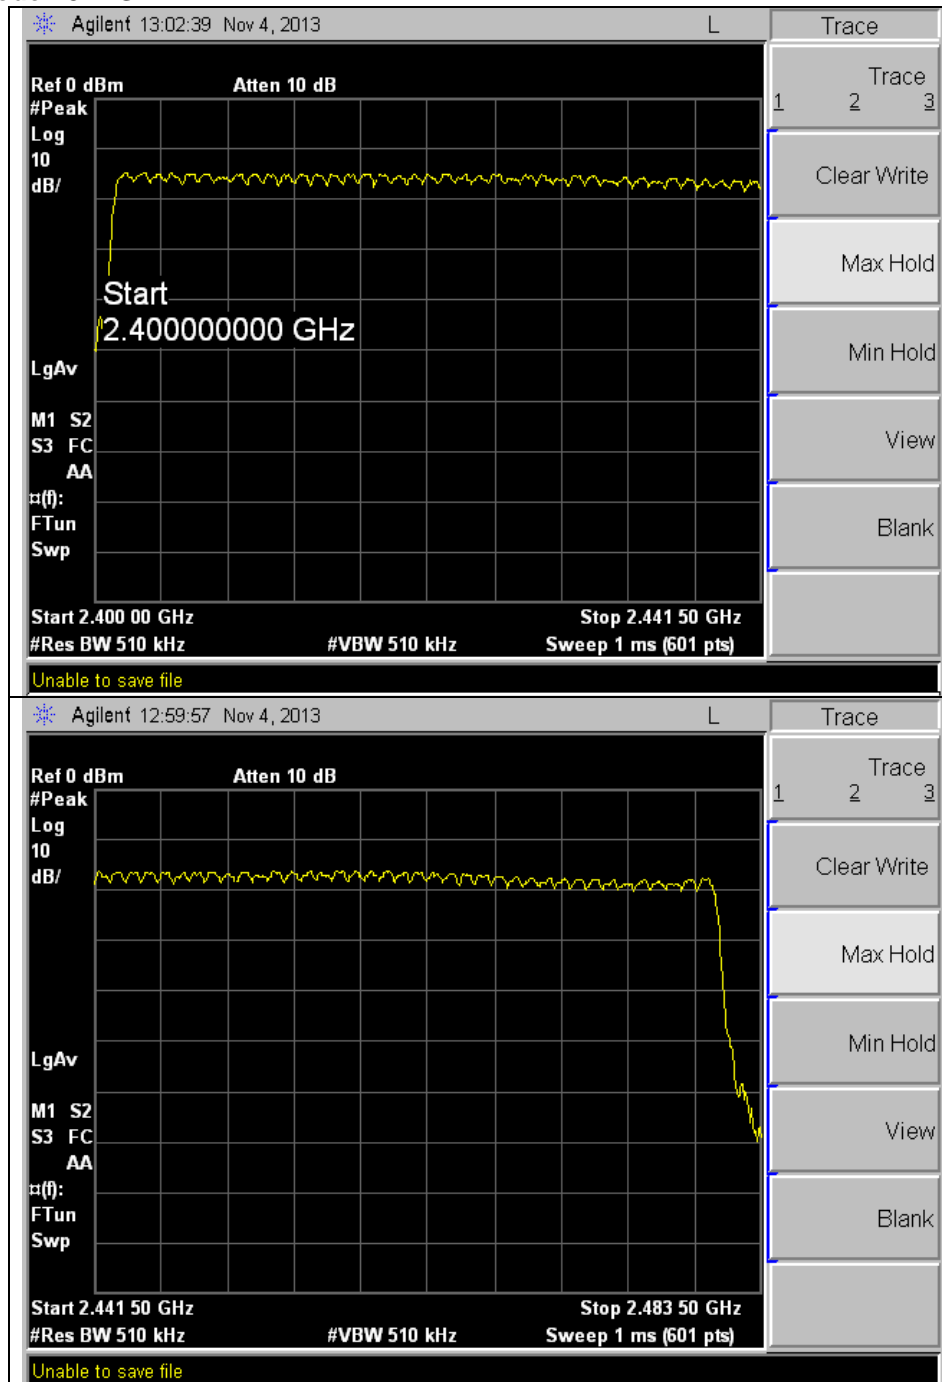 Agilent 13:02:39 Nov 4, 2013 L Trace
Ref 0 dBm Atten 10 dB
#Peak
Log
10
dB/
Trace
1 2 3
Clear Write
Max Hold
Start
2.400000000 GHz
Min Hold
LgAv
M1 S2
S3 FC
AA
View
¤(f):
FTun
Swp
Blank
Start 2.400 00 GHz Stop 2.441 50 GHz
#Res BW 510 kHz #VBW 510 kHz Sweep 1 ms (601 pts)
Unable to save file
Agilent 12:59:57 Nov 4, 2013 L Trace
Ref 0 dBm Atten 10 dB
#Peak
Log
10
dB/
Trace
1 2 3
Clear Write
Max Hold
Min Hold
LgAv
M1 S2
S3 FC
AA
View
¤(f):
FTun
Swp
Blank
Start 2.441 50 GHz Stop 2.483 50 GHz
#Res BW 510 kHz #VBW 510 kHz Sweep 1 ms (601 pts)
Unable to save file